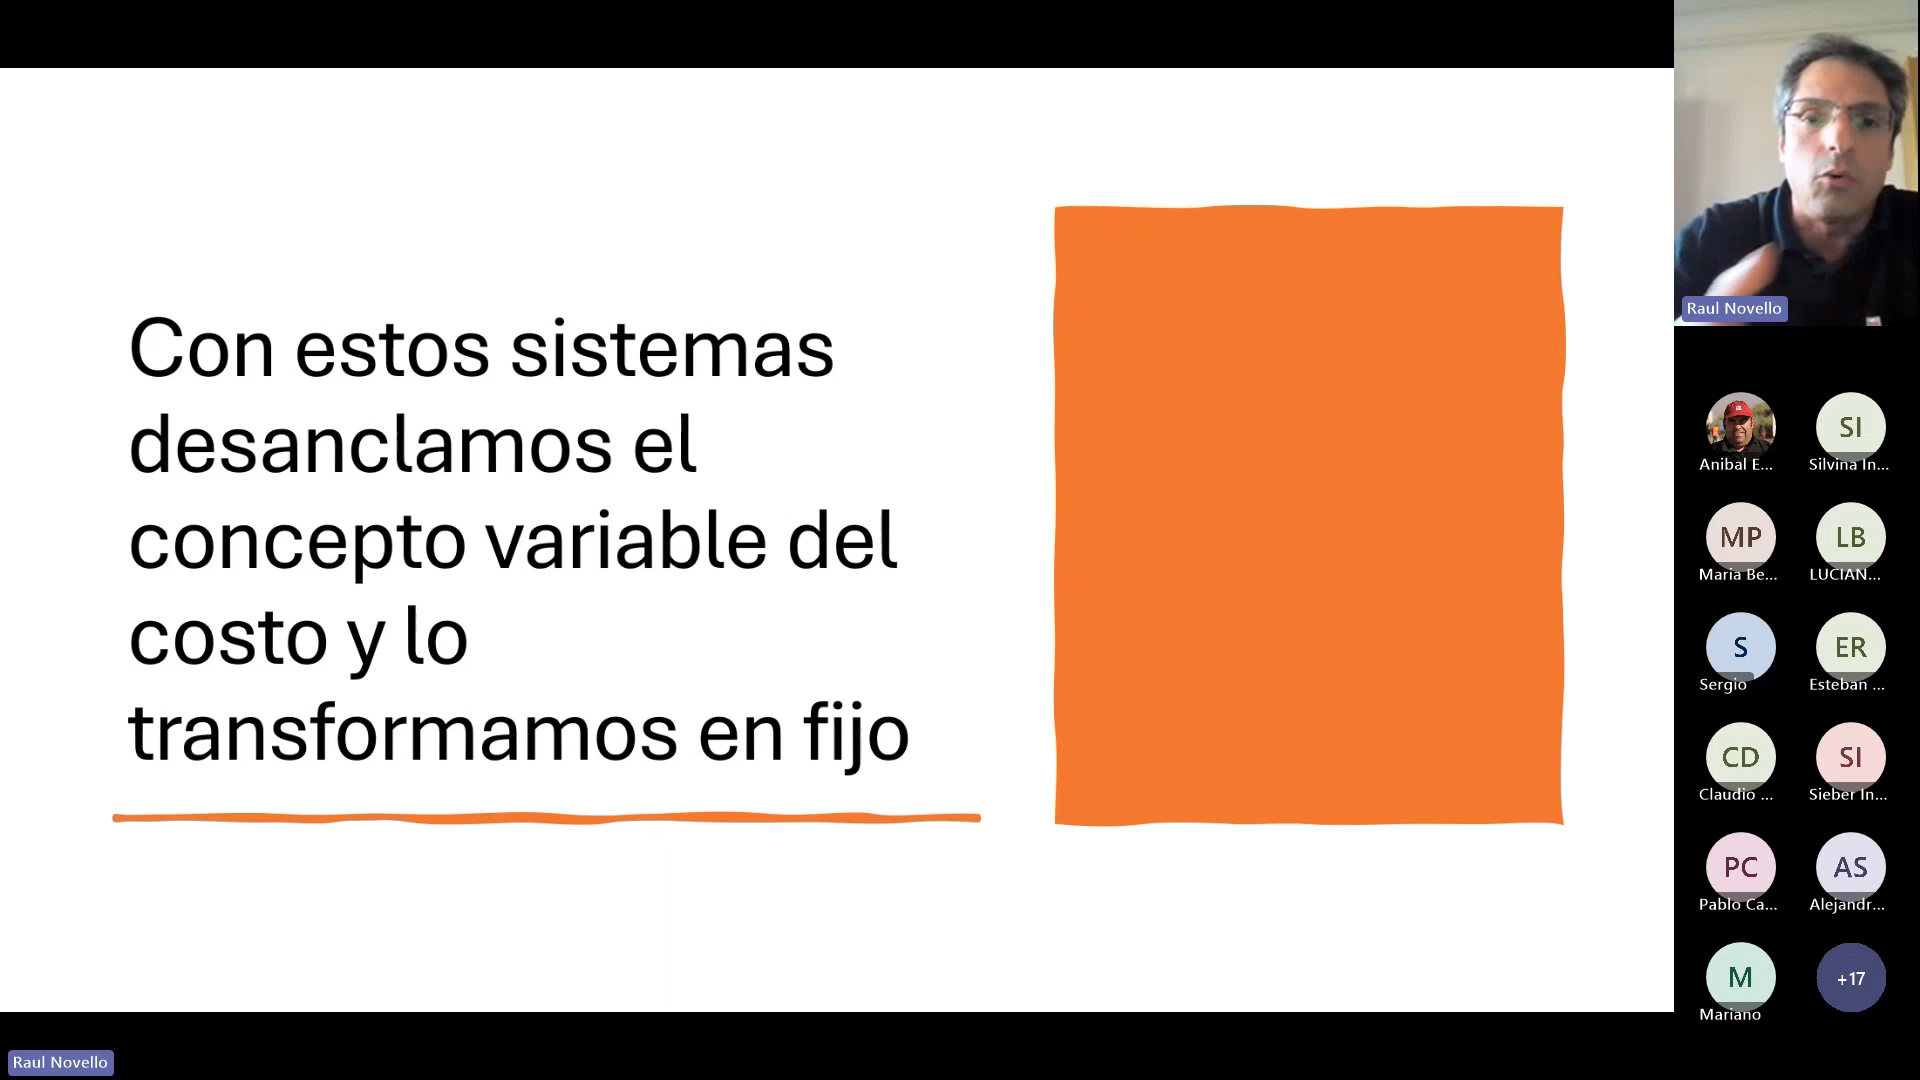 Con estos sistemas
desanclamos el
concepto variable del
costo y lo
transformamos en fijo
Raul Novello
Anibal E...
SI
Silvina In...
MP
Maria Be...
LB
LUCIAN...
S
Sergio
ER
Esteban ...
CD
Claudio ...
SI
Sieber In...
PC
Pablo Ca...
AS
Alejandr...
M
Mariano
+17
Raul Novello